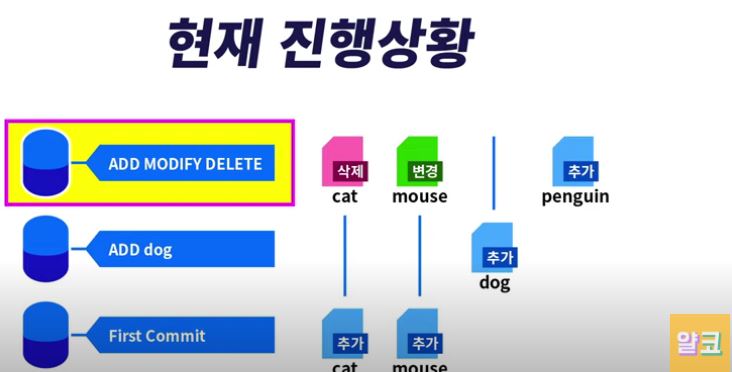 현재 진행상황
ADD MODIFY DELETE
삭제
변경
추가
cat
mouse
penguin
ADD dog
추가
dog
First Commit
추가
추가
cat
mouse
얄코